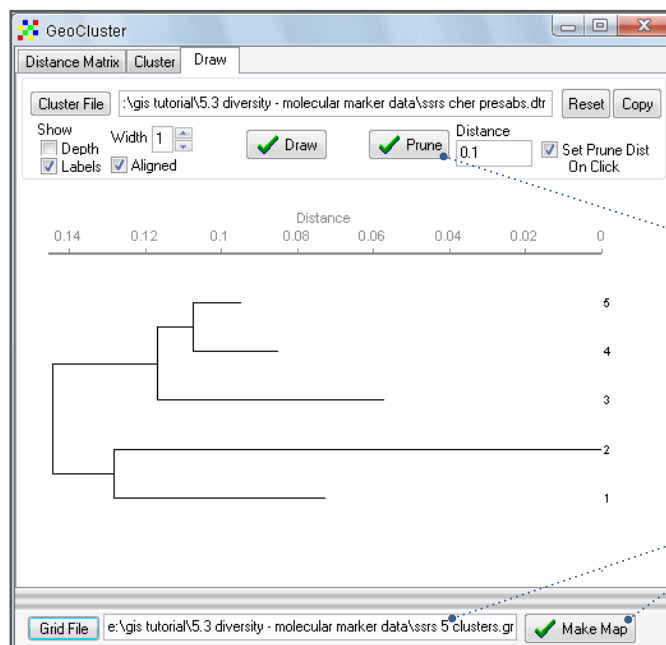 GeoCluster
Distance Matrix Cluster Draw
Cluster File :\gis tutorial\5.3 diversity - molecular marker data\ssrs cher presabs.dtr Reset Copy
Show Width 1 Draw Prune Distance
Depth 0.1 Set Prune Dist
Labels Aligned On Click
Distance
0.14 0.12 0.1 0.08 0.06 0.04 0.02 0
5
4
3
2
1
Grid File e:\gis tutorial\5.3 diversity - molecular marker data\ssrs 5 clusters.gr Make Map